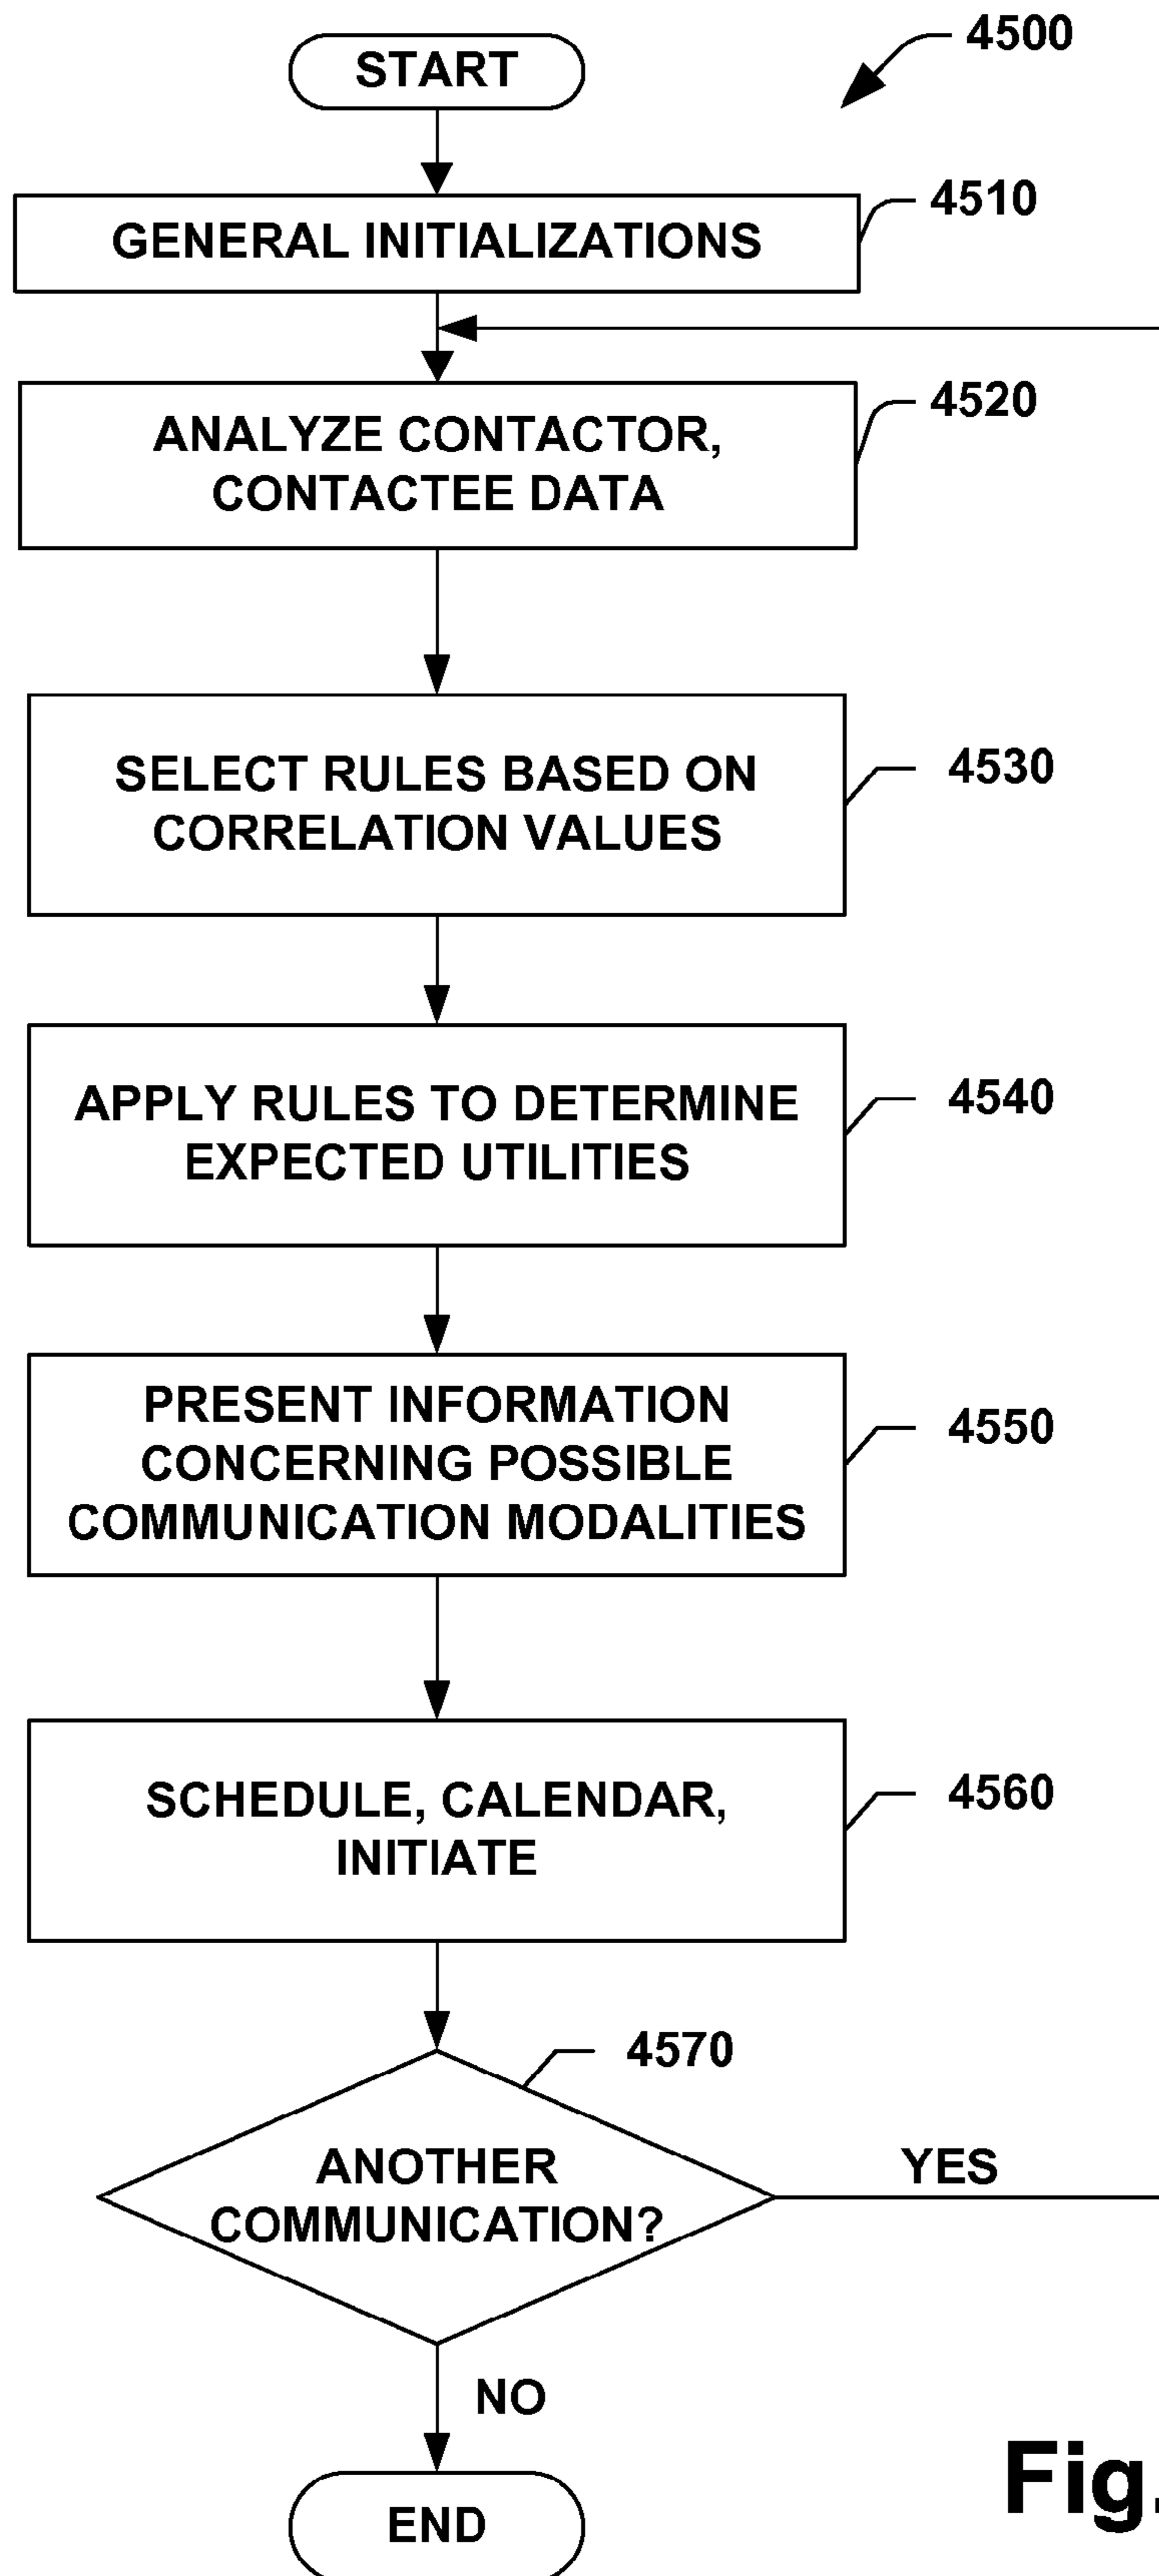 START
4500
GENERAL INITIALIZATIONS
4510
ANALYZE CONTACTOR,
CONTACTEE DATA
4520
SELECT RULES BASED ON
CORRELATION VALUES
4530
APPLY RULES TO DETERMINE
EXPECTED UTILITIES
4540
PRESENT INFORMATION
CONCERNING POSSIBLE
COMMUNICATION MODALITIES
4550
SCHEDULE, CALENDAR,
INITIATE
4560
4570
ANOTHER
COMMUNICATION?
YES
NO
END
Fig.